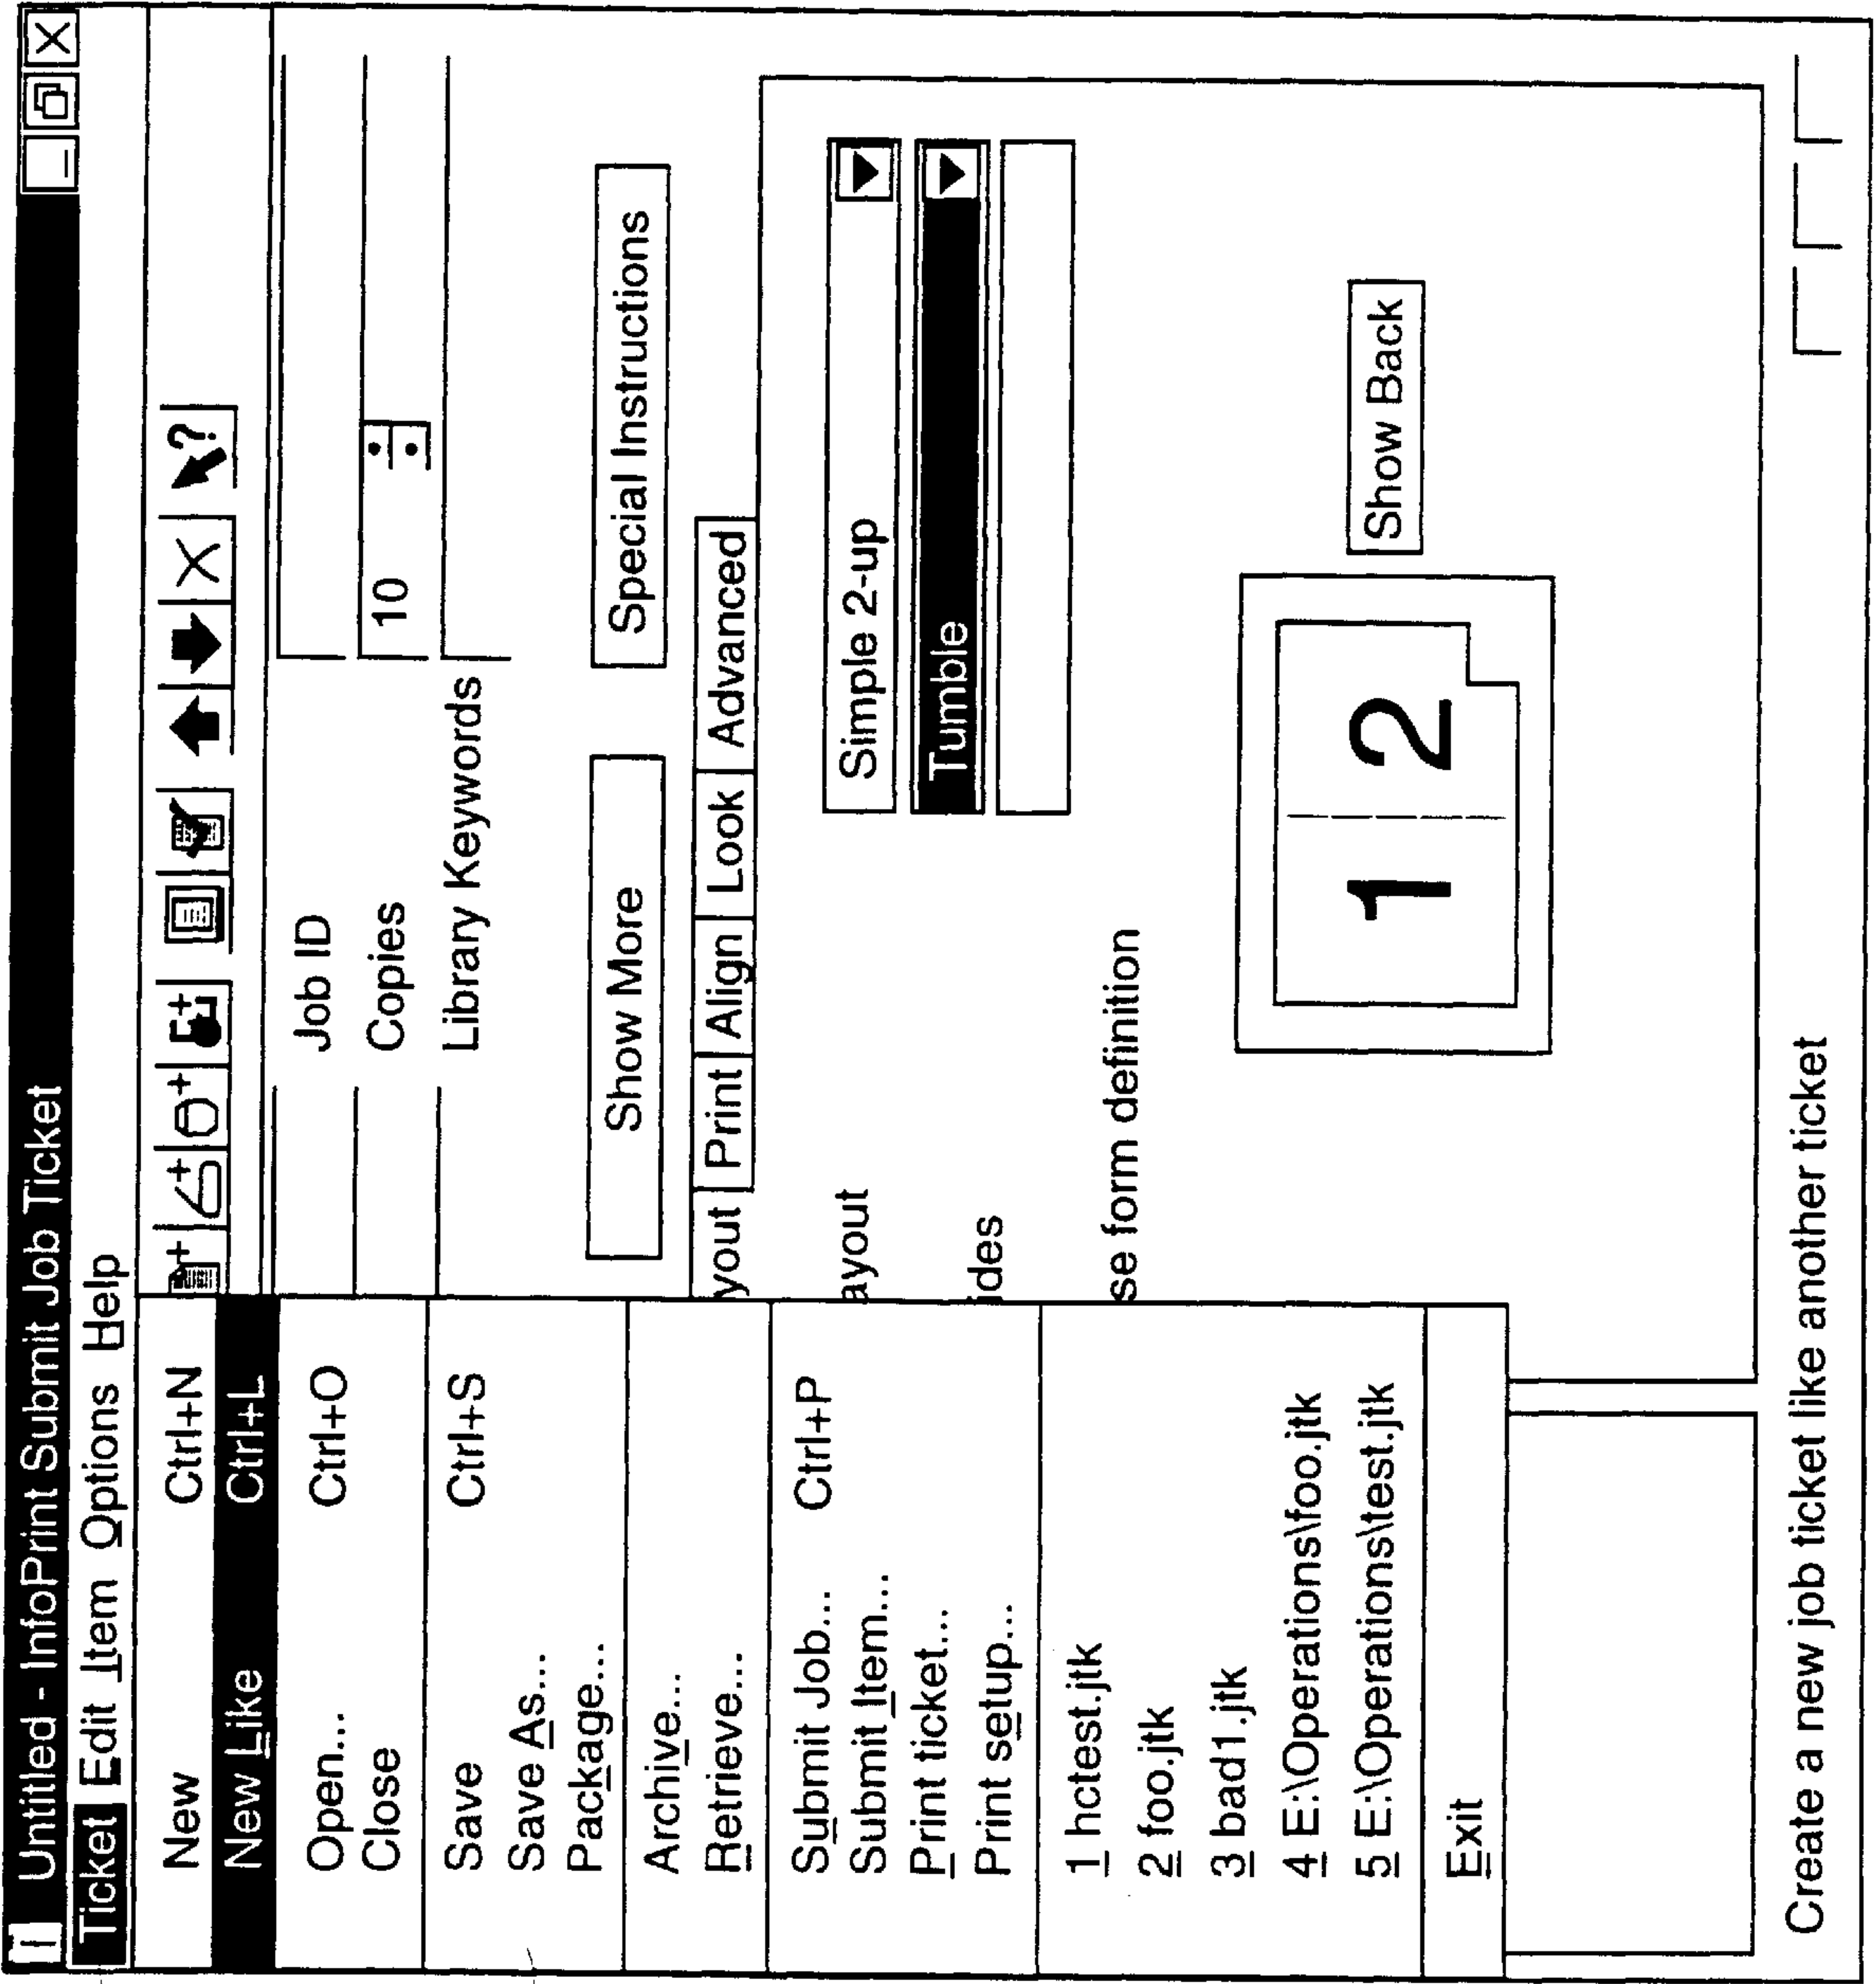 Untitled - InfoPrint Submit Job Ticket
Ticket Edit Item Options Help
New Ctrl+N
New Like Ctrl+L
Open... Ctrl+O
Close
Save Ctrl+S
Save As...
Package...
Archive...
Retrieve...
Submit Job... Ctrl+P
Submit Item...
Print ticket...
Print setup...
1 hctest.jtk
2 foo.jtk
3 bad1.jtk
4 E:\Operations\foo.jtk
5 E:\Operations\test.jtk
Exit
Job ID
Copies 10
Library Keywords
Show More Special Instructions
yout Print Align Look Advanced
ayout Simple 2-up
Tumble
ides
se form definition
1 2
Show Back
Create a new job ticket like another ticket